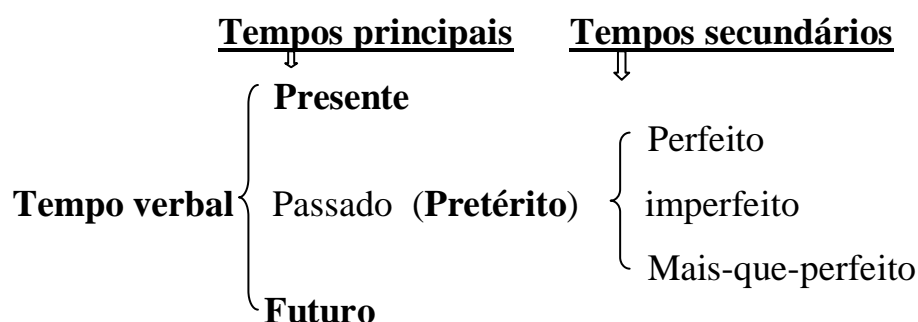 Tempos principais Tempos secundários
Presente
Perfeito
Tempo verbal Passado (Pretérito) imperfeito
Mais-que-perfeito
Futuro